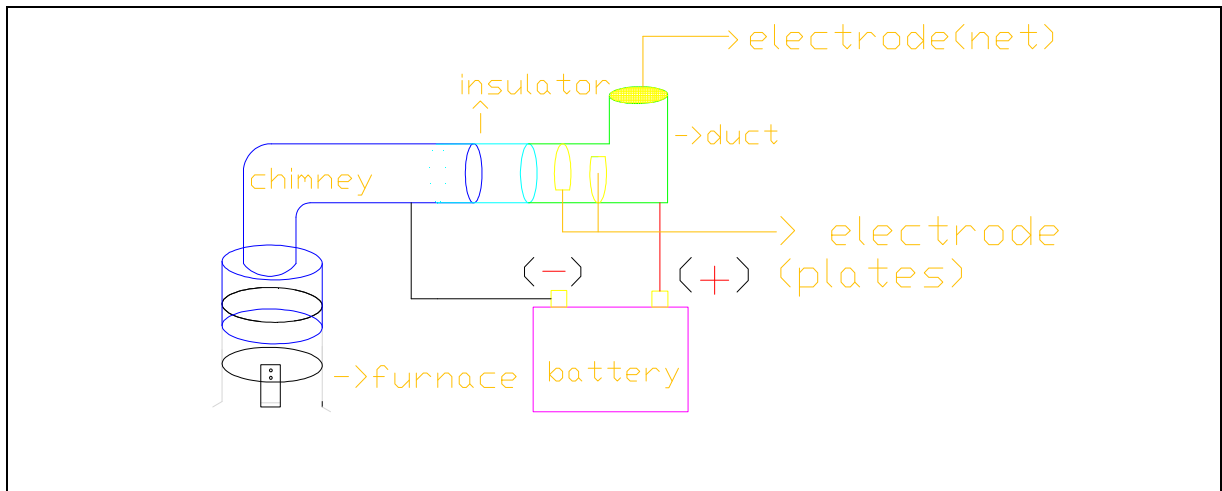 electrode(net)
insulator
duct
chimney
electrode
(plates)
(-)
(+)
furnace
battery